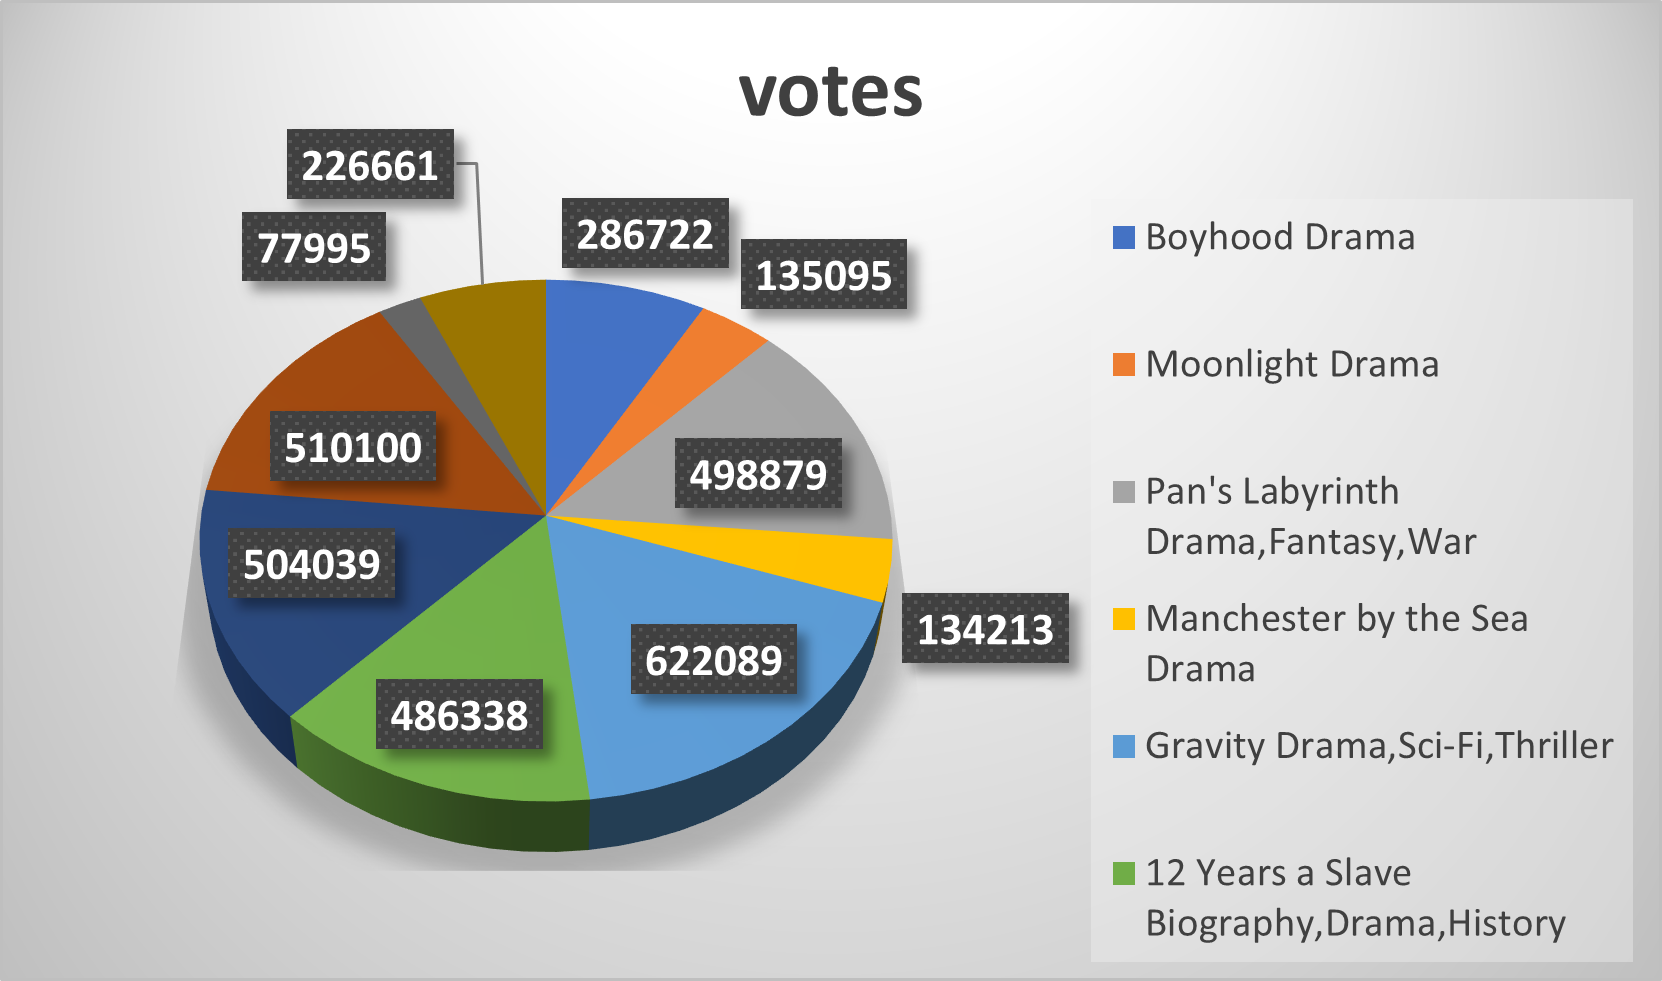 votes
226661
77995
286722
135095
510100
498879
504039
134213
622089
486338
Boyhood Drama
Moonlight Drama
Pan's Labyrinth
Drama,Fantasy,War
Manchester by the Sea
Drama
Gravity Drama,Sci-Fi,Thriller
12 Years a Slave
Biography,Drama,History